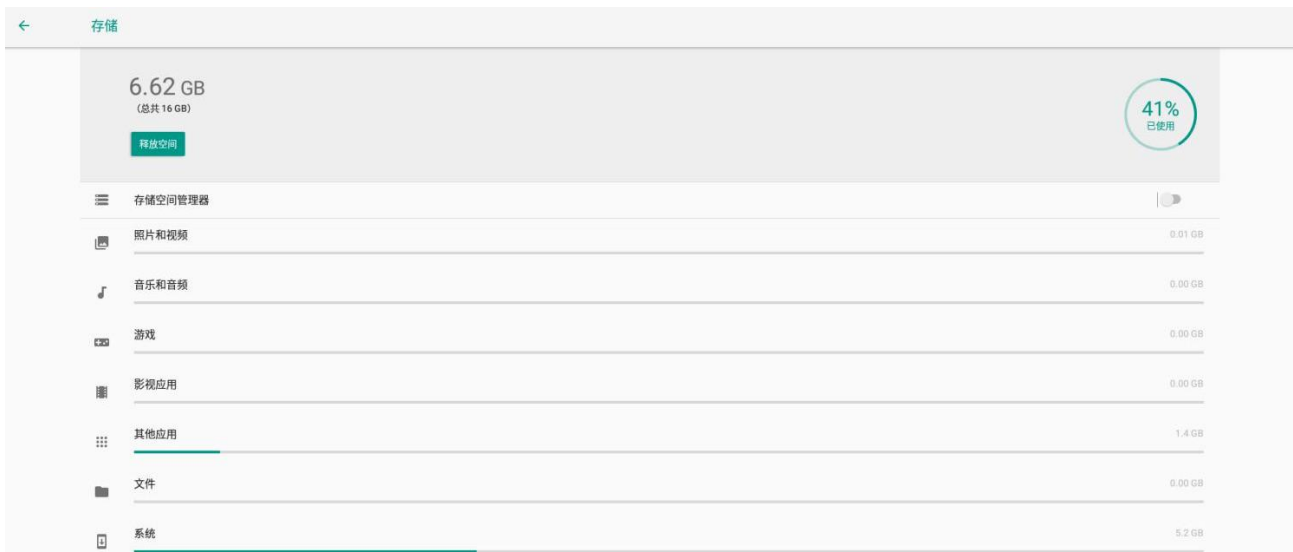 存储
6.62 GB
（总共 16 GB）
释放空间
41%
已使用
存储空间管理器
照片和视频
0.01 GB
音乐和音频
0.00 GB
游戏
0.00 GB
影视应用
0.00 GB
其他应用
1.4 GB
文件
0.00 GB
系统
5.2 GB